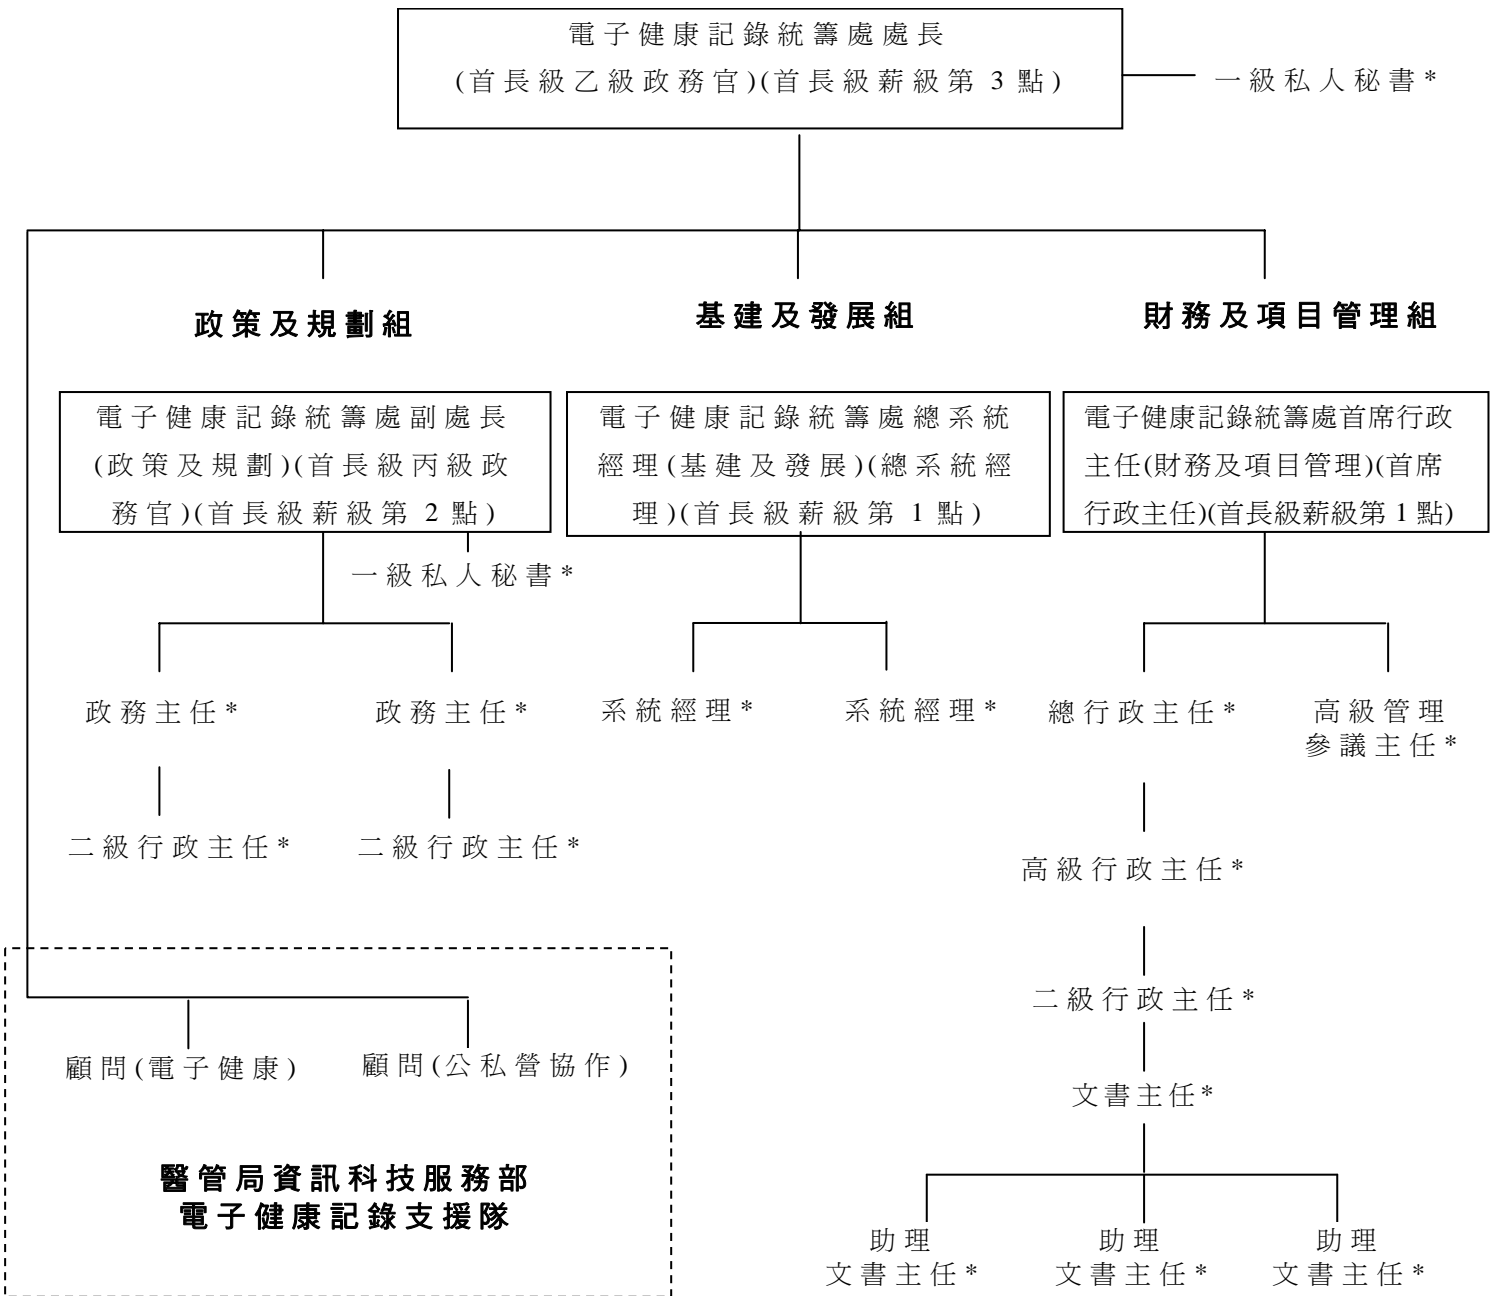 電子健康記錄統籌處處長
(首長級乙級政務官)(首長級薪級第 3 點)
一級私人秘書*
政策及規劃組
基建及發展組
財務及項目管理組
電子健康記錄統籌處副處長
(政策及規劃)(首長級丙級政
務官)(首長級薪級第 2 點)
電子健康記錄統籌處總系統
經理(基建及發展)(總系統經
理)(首長級薪級第 1 點)
電子健康記錄統籌處首席行政
主任(財務及項目管理)(首席
行政主任)(首長級薪級第 1 點)
一級私人秘書*
政務主任*
政務主任*
系統經理*
系統經理*
總行政主任*
高級管理
參議主任*
二級行政主任*
二級行政主任*
高級行政主任*
二級行政主任*
顧問(電子健康)
顧問(公私營協作)
文書主任*
醫管局資訊科技服務部
電子健康記錄支援隊
助理
文書主任*
助理
文書主任*
助理
文書主任*